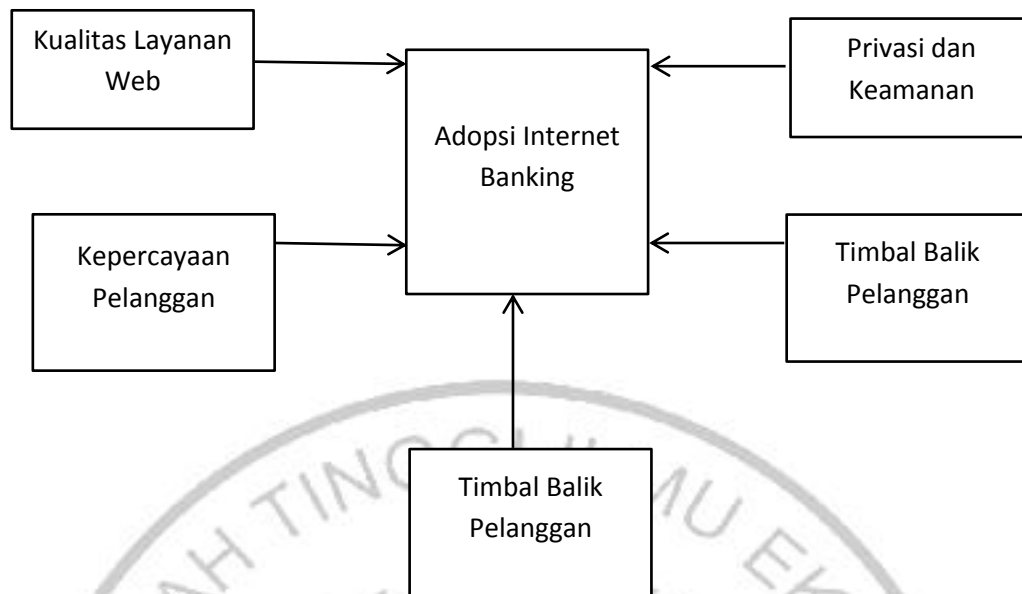 Kualitas Layanan
Web
Privasi dan
Keamanan
Adopsi Internet
Banking
Kepercayaan
Pelanggan
Timbal Balik
Pelanggan
Timbal Balik
Pelanggan